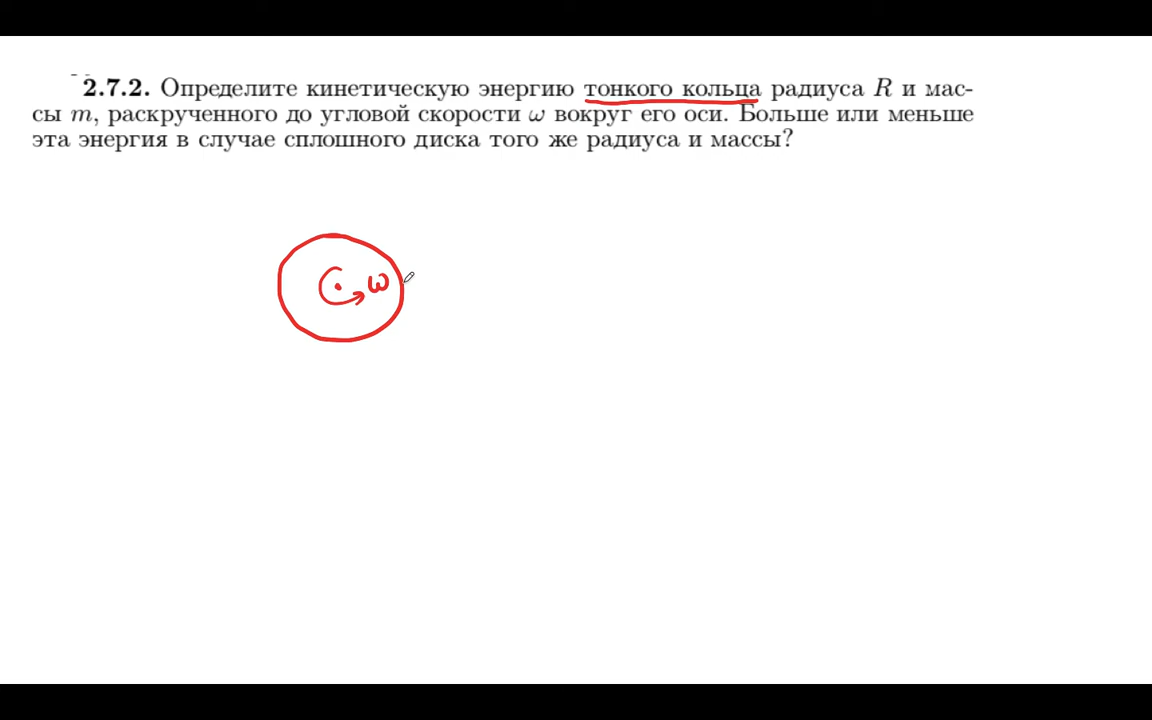 2.7.2. Определите кинетическую энергию тонкого кольца радиуса R и мас-
сы m, раскрученного до угловой скорости ω вокруг его оси. Больше или меньше
эта энергия в случае сплошного диска того же радиуса и массы?
ω